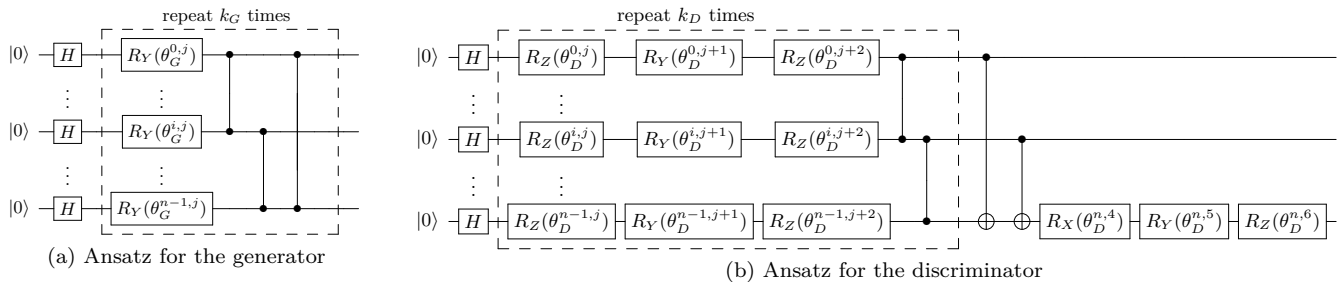 repeat k_G times
|0⟩ H R_Y(θ_G^{0,j})
⋮ ⋮
|0⟩ H R_Y(θ_G^{i,j})
⋮ ⋮
|0⟩ H R_Y(θ_G^{n−1,j})
(a) Ansatz for the generator
repeat k_D times
|0⟩ H R_Z(θ_D^{0,j}) R_Y(θ_D^{0,j+1}) R_Z(θ_D^{0,j+2})
⋮ ⋮
|0⟩ H R_Z(θ_D^{i,j}) R_Y(θ_D^{i,j+1}) R_Z(θ_D^{i,j+2})
⋮ ⋮
|0⟩ H R_Z(θ_D^{n−1,j}) R_Y(θ_D^{n−1,j+1}) R_Z(θ_D^{n−1,j+2}) R_X(θ_D^{n,4}) R_Y(θ_D^{n,5}) R_Z(θ_D^{n,6})
(b) Ansatz for the discriminator